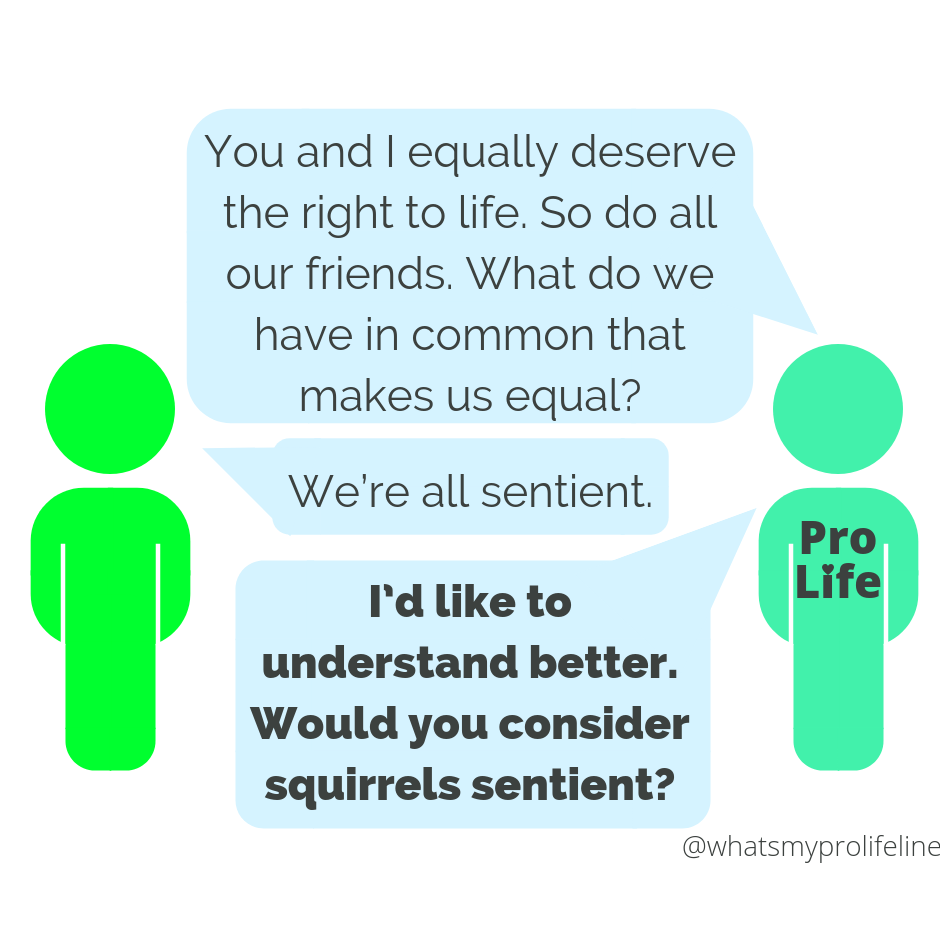 You and I equally deserve
the right to life. So do all
our friends. What do we
have in common that
makes us equal?
We’re all sentient.
Pro
Life
I’d like to
understand better.
Would you consider
squirrels sentient?
@whatsmyprolifeline